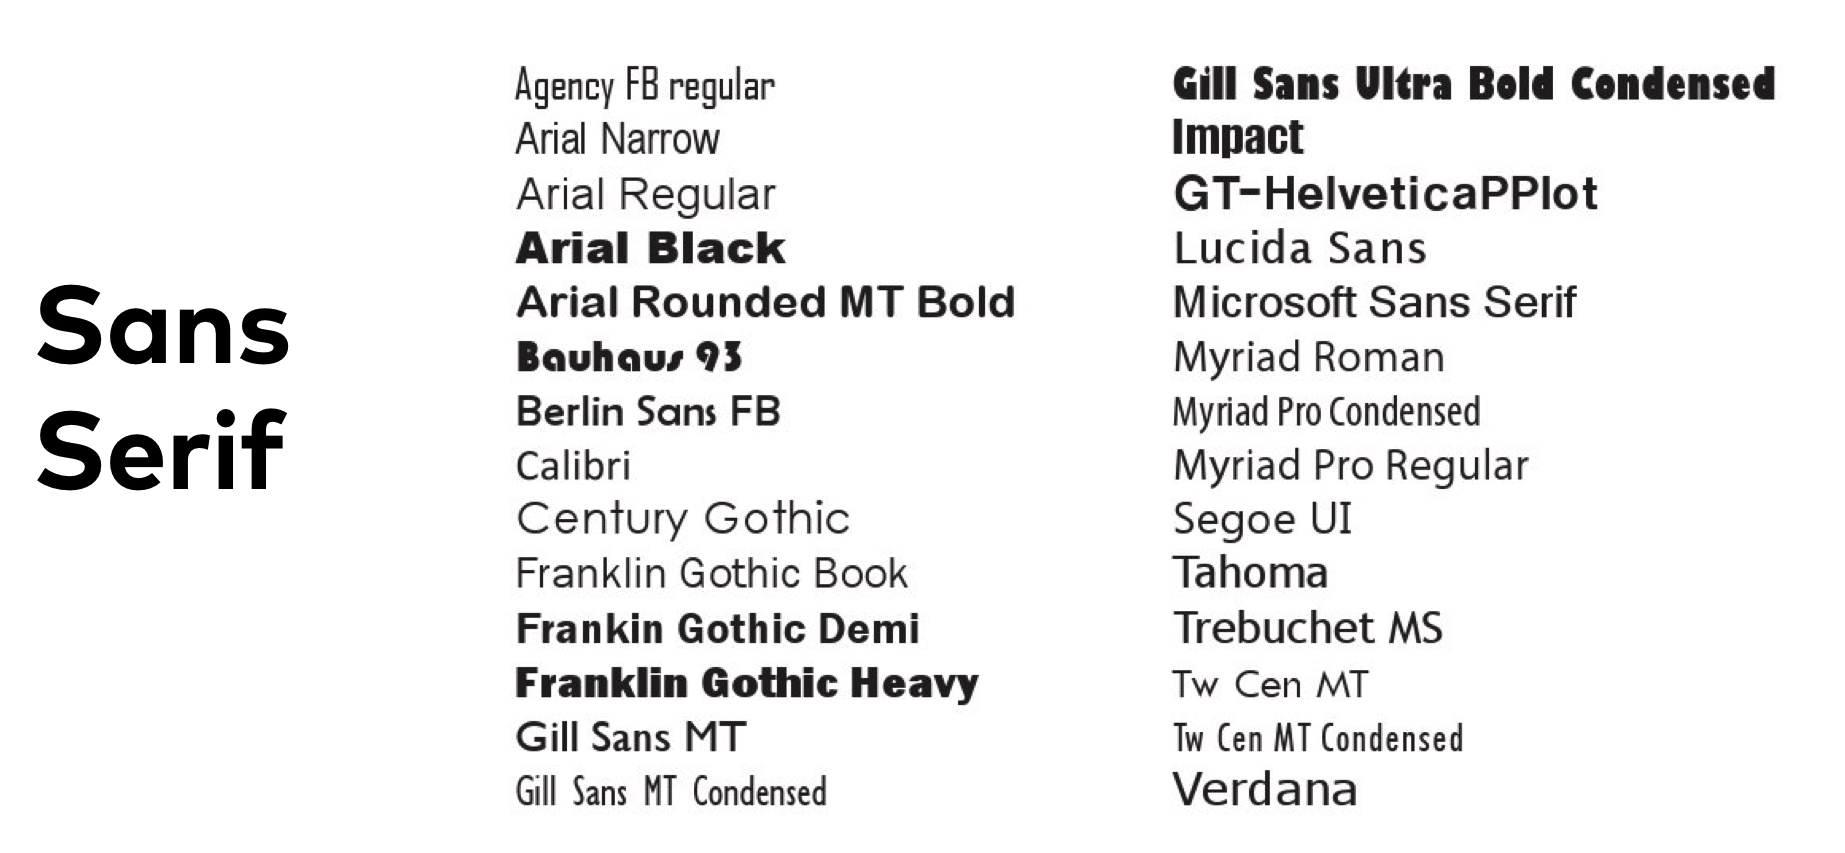 Sans
Serif
Agency FB regular
Arial Narrow
Arial Regular
Arial Black
Arial Rounded MT Bold
Bauhaus 93
Berlin Sans FB
Calibri
Century Gothic
Franklin Gothic Book
Frankin Gothic Demi
Franklin Gothic Heavy
Gill Sans MT
Gill Sans MT Condensed
Gill Sans Ultra Bold Condensed
Impact
GT-HelveticaPPlot
Lucida Sans
Microsoft Sans Serif
Myriad Roman
Myriad Pro Condensed
Myriad Pro Regular
Segoe UI
Tahoma
Trebuchet MS
Tw Cen MT
Tw Cen MT Condensed
Verdana